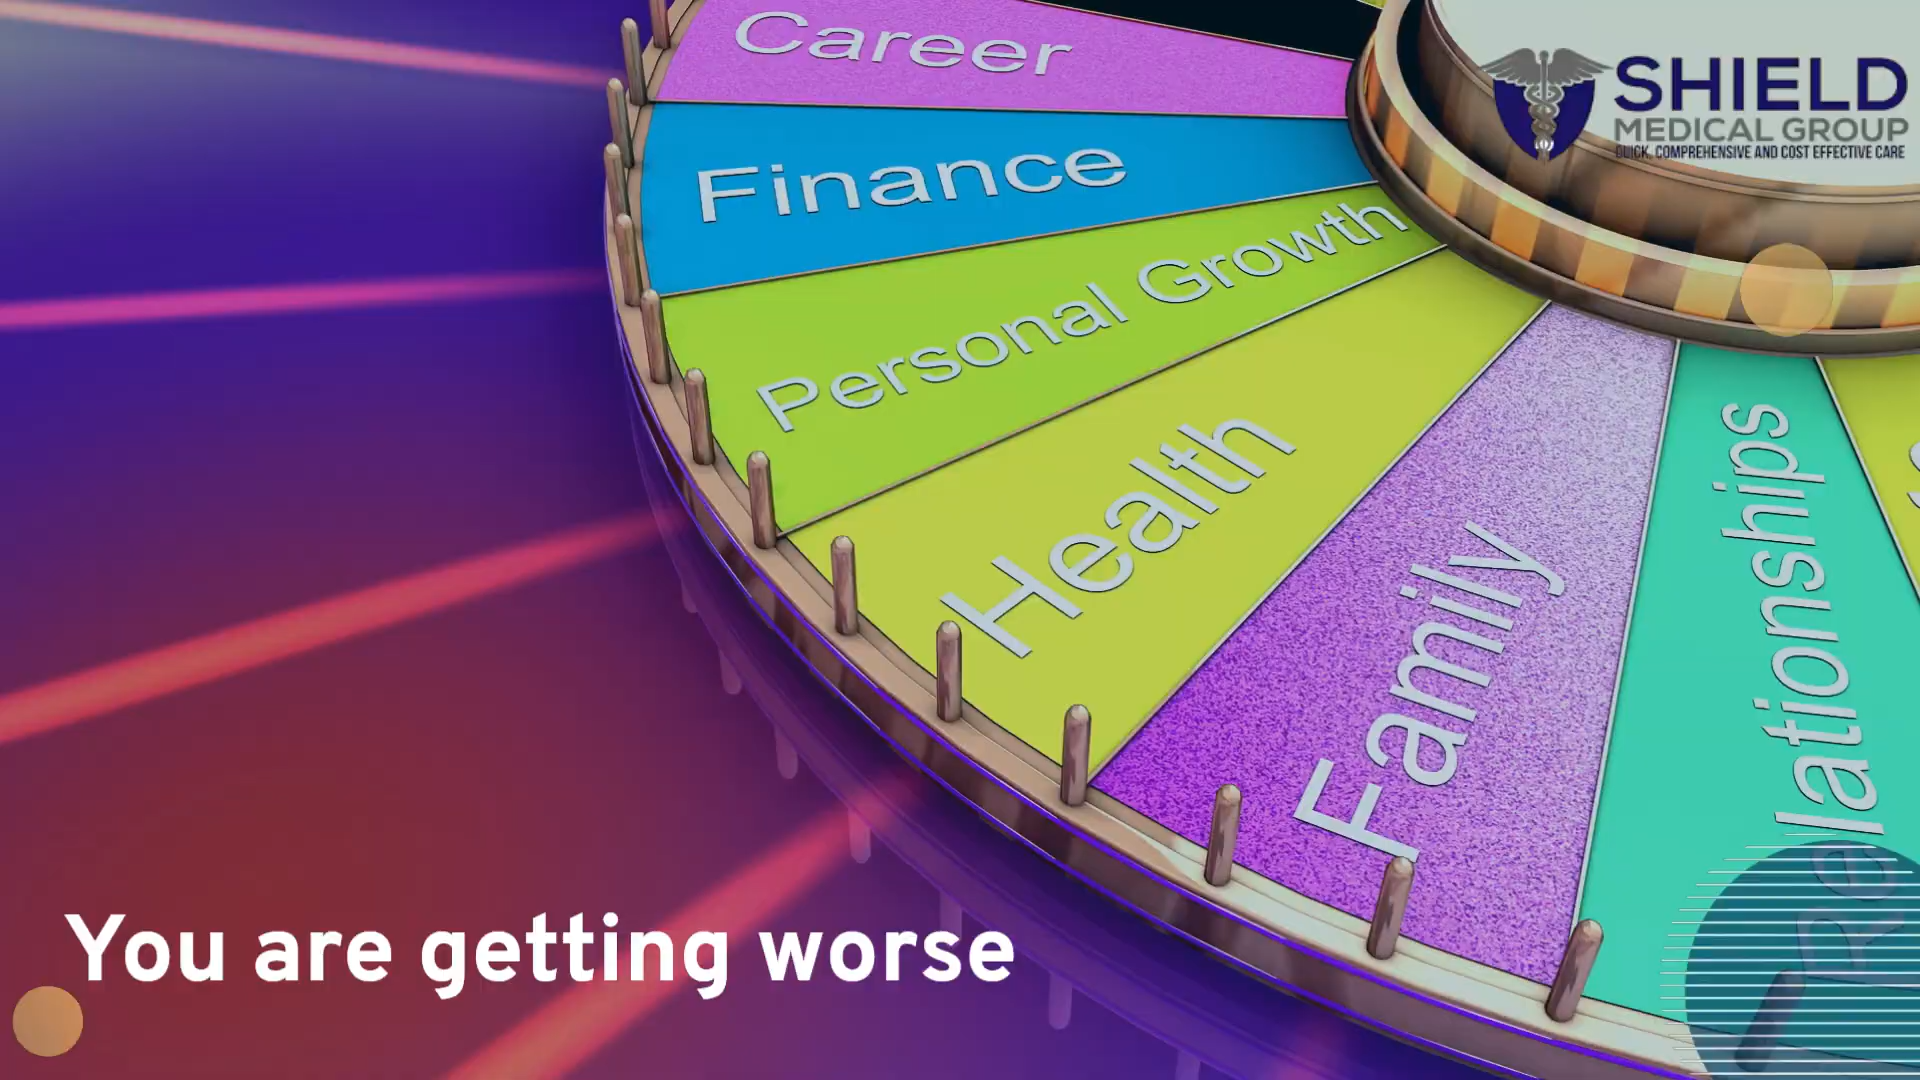 Career
SHIELD
MEDICAL GROUP
QUICK, COMPREHENSIVE AND COST EFFECTIVE CARE
Finance
Personal Growth
Health
Family
Relationships
You are getting worse